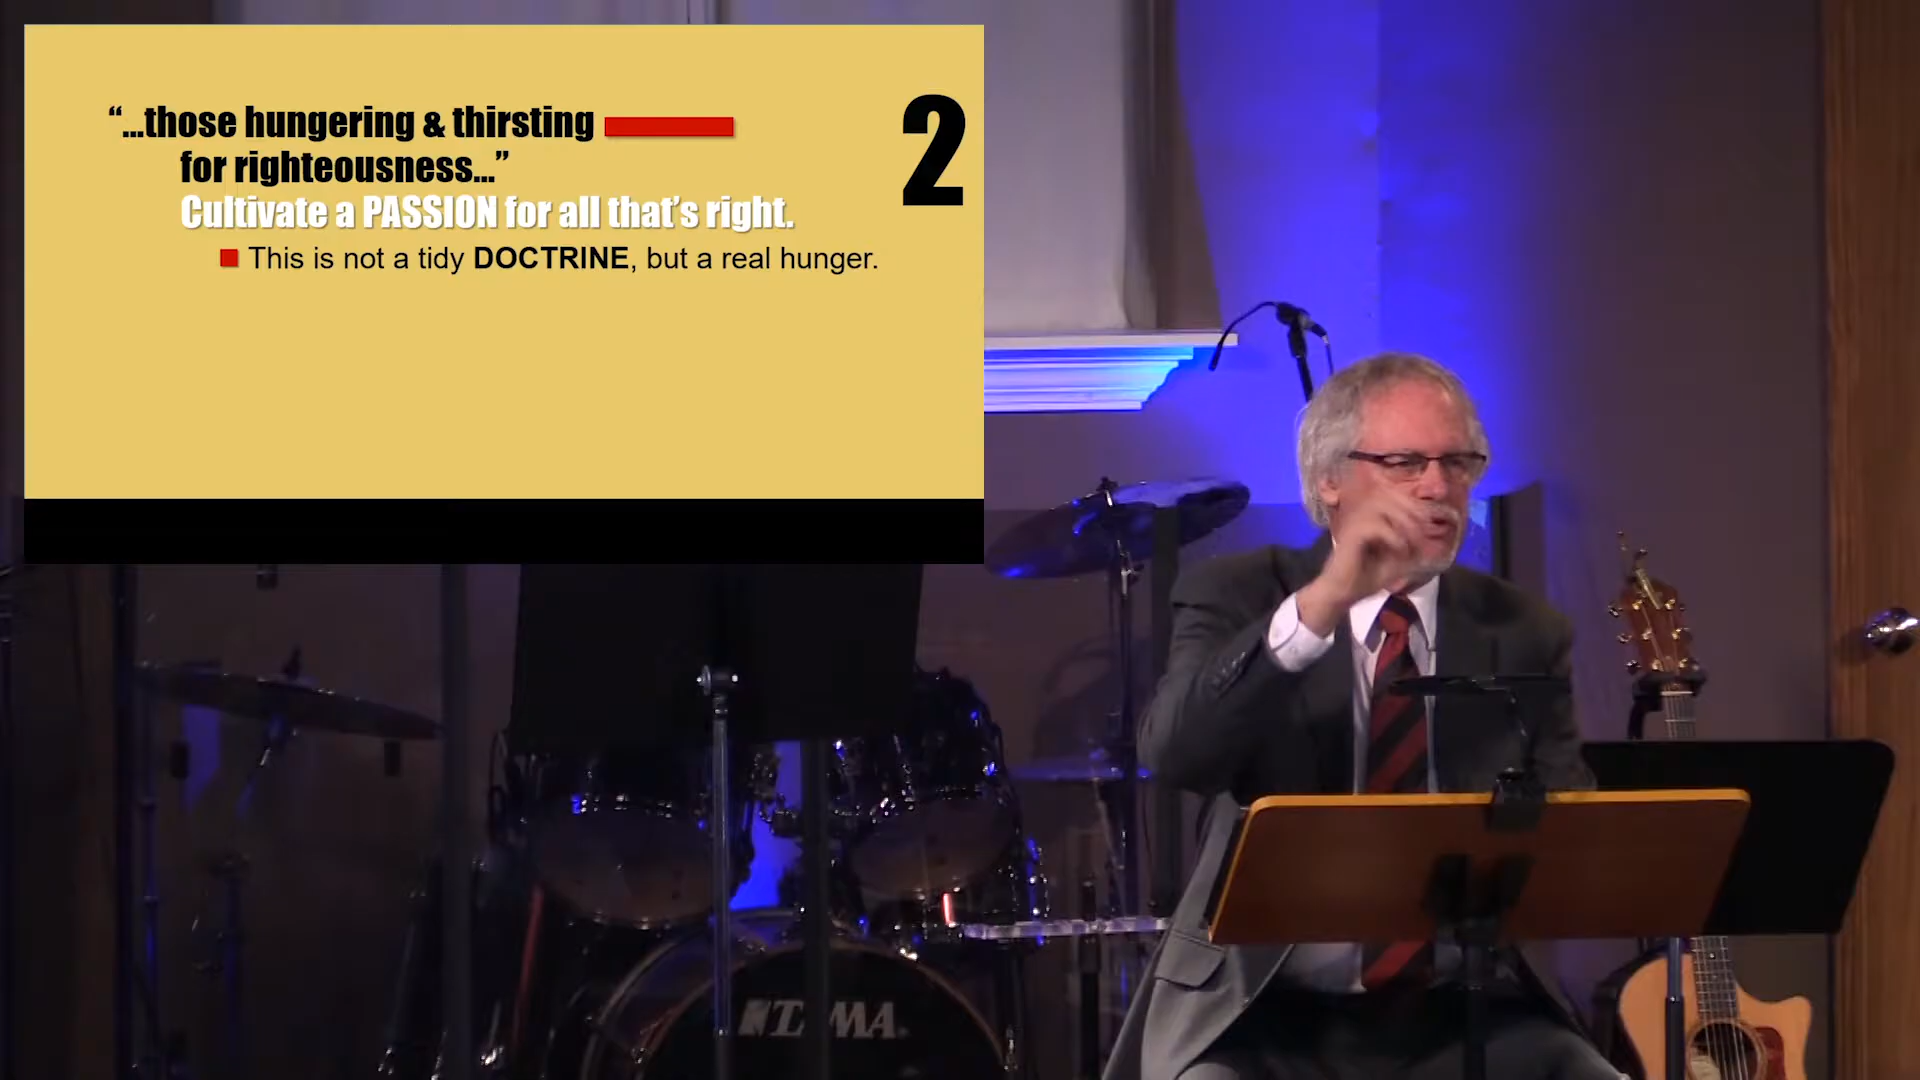 “...those hungering & thirsting
2
for righteousness...”
Cultivate a PASSION for all that’s right.
This is not a tidy DOCTRINE, but a real hunger.
TAMA